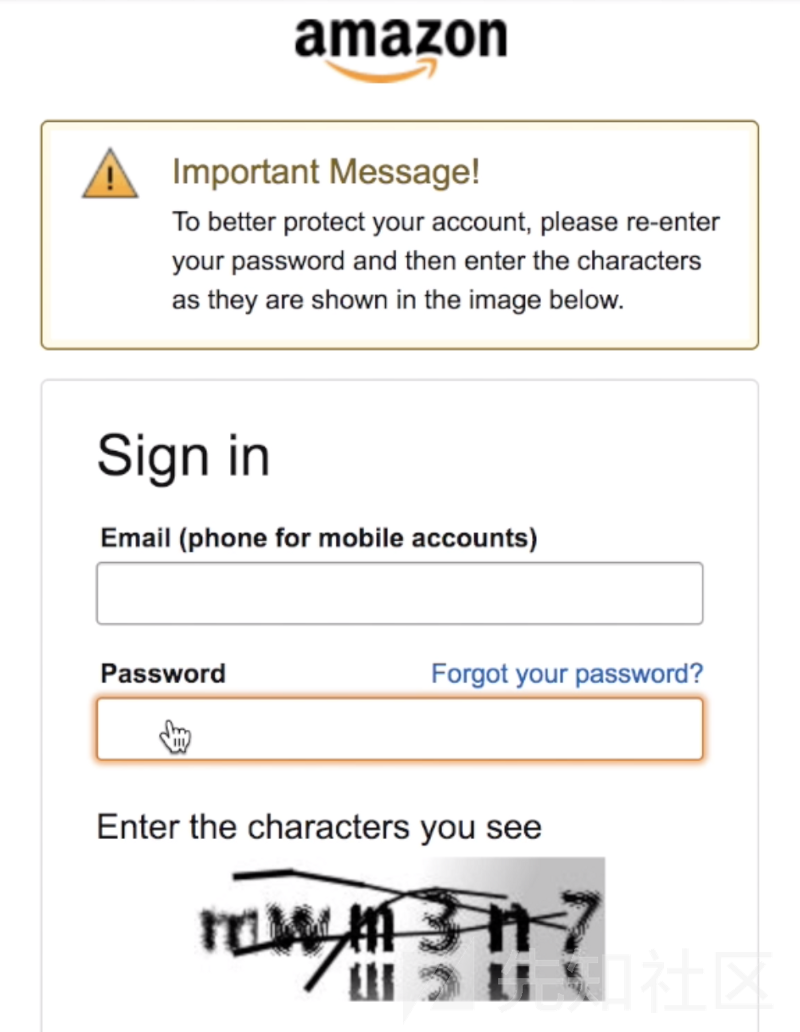 amazon
Important Message!
To better protect your account, please re-enter
your password and then enter the characters
as they are shown in the image below.
Sign in
Email (phone for mobile accounts)
Password Forgot your password?
Enter the characters you see
mwm3n7
先知社区